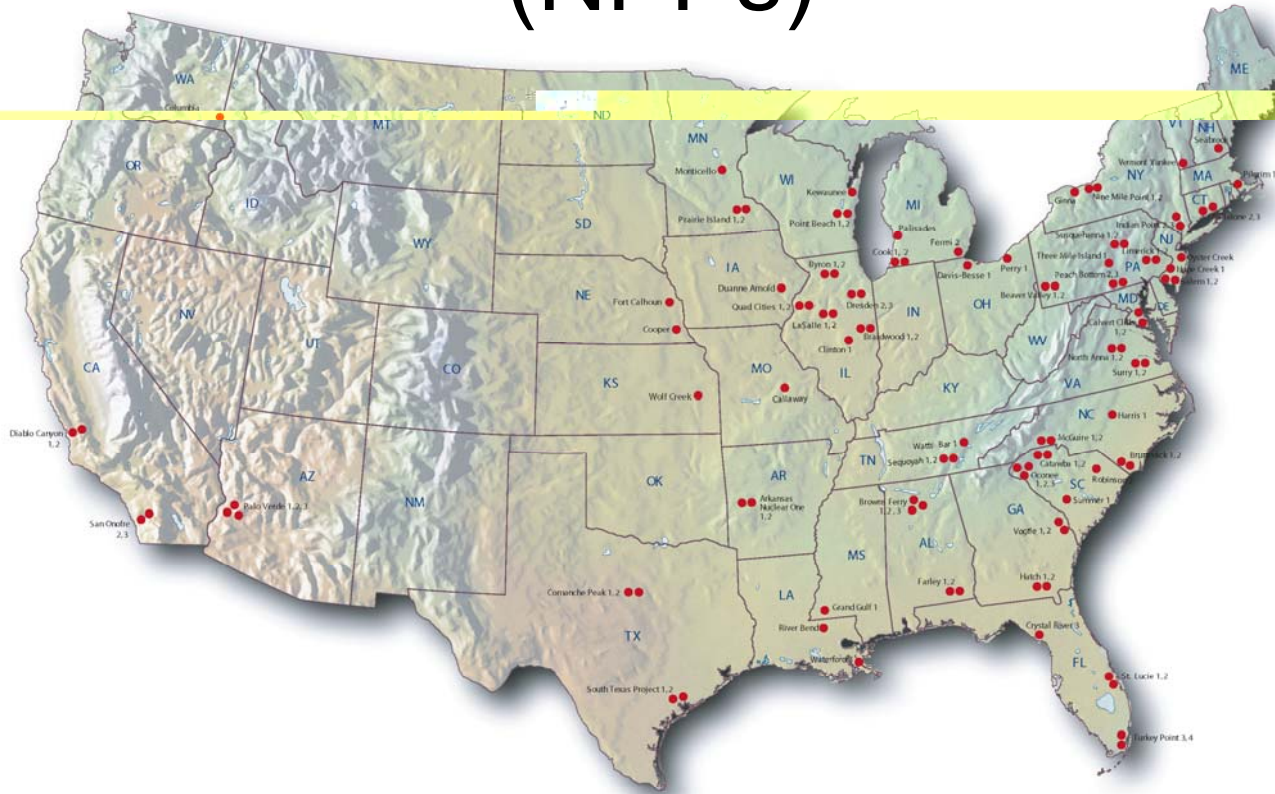 (NPP's)
ME
WA
Columbia
ND
MT
VT
NH
Seabrook
MN
OR
Monticello
Vermont Yankee
NY
MA
WI
Pilgrim 1
ID
Kewaunee
Ginna
Nine Mile Point 1, 2
CT
MI
Prairie Island 1, 2
Point Beach 1, 2
SD
Palisades
Indian Point 2, 3
WY
Fermi 2
Susquehanna 1, 2
NJ
Cook 1, 2
Limerick 1, 2
Three Mile Island 1
Oyster Creek
Perry 1
IA
Byron 1, 2
PA
Hope Creek 1
Davis-Besse 1
Peach Bottom 2, 3
Salem 1, 2
NE
Duanne Arnold
Beaver Valley 1, 2
Fort Calhoun
Quad Cities 1, 2
Dresden 2, 3
OH
MD
DE
NV
IN
LaSalle 1, 2
Calvert Cliffs
1, 2
Cooper
Braidwood 1, 2
UT
WV
Clinton 1
North Anna 1, 2
CA
CO
MO
IL
Surry 1, 2
KS
KY
VA
Wolf Creek
Callaway
NC
Harris 1
Diablo Canyon
1, 2
Watts Bar 1
McGuire 1, 2
TN
Sequoyah 1, 2
Catawba 1, 2
Brunswick 1, 2
AZ
OK
AR
Oconee
1, 2, 3
Robinson
SC
NM
Arkansas
Nuclear One
1, 2
Palo Verde 1, 2, 3
Browns Ferry
1, 2, 3
Summer 1
GA
San Onofre
2, 3
Vogtle 1, 2
AL
MS
Farley 1, 2
Hatch 1, 2
Comanche Peak 1, 2
LA
Grand Gulf 1
TX
River Bend
Crystal River 3
Waterford 3
FL
St. Lucie 1, 2
South Texas Project 1, 2
Turkey Point 3, 4